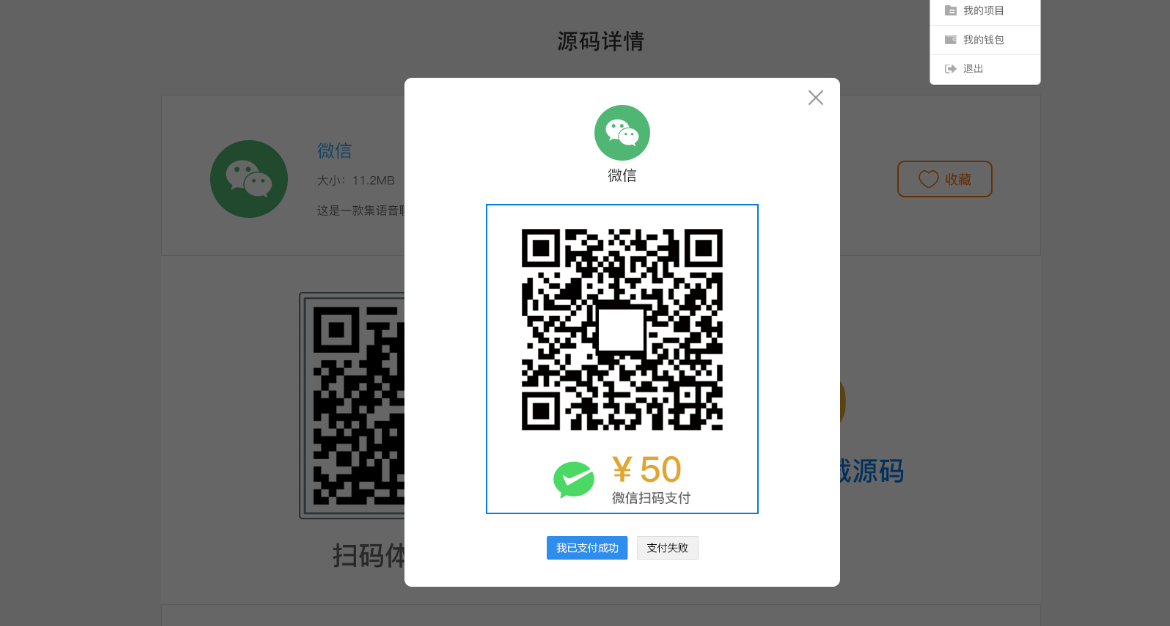 我的项目
我的钱包
退出
源码详情
微信
大小：11.2MB
这是一款集语音
收藏
微信
¥ 50
微信扫码支付
我已支付成功
支付失败
源码
扫码体